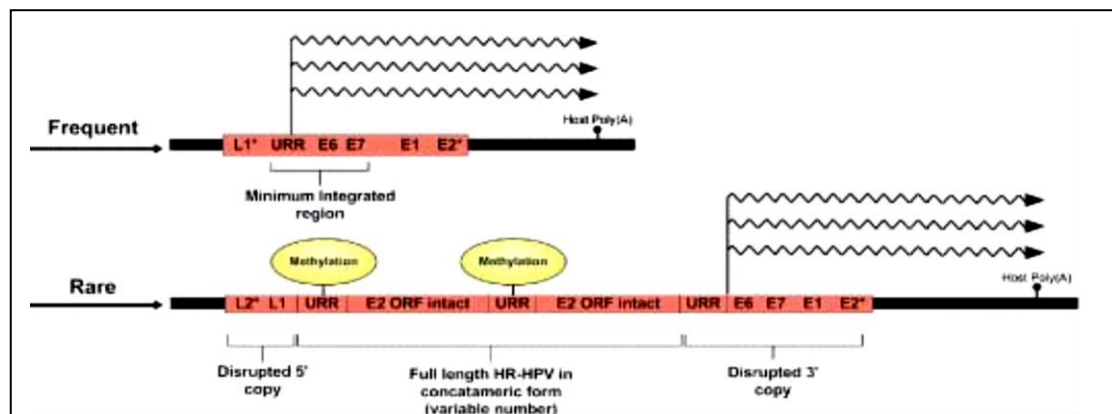 Frequent
Host Poly(A)
L1* URR E6 E7 E1 E2*
Minimum Integrated
region
Methylation Methylation
Rare
Host Poly(A)
L2* L1 URR E2 ORF intact URR E2 ORF intact URR E6 E7 E1 E2*
Disrupted 5'
copy
Full length HR-HPV in
concatameric form
(variable number)
Disrupted 3'
copy